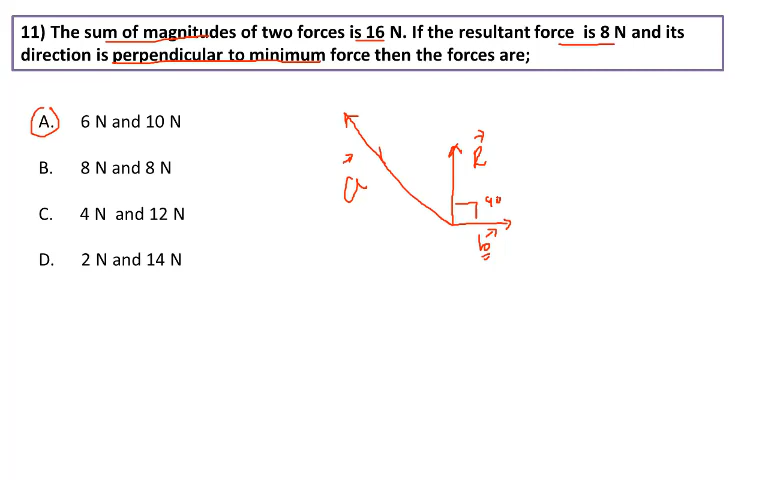 11) The sum of magnitudes of two forces is 16 N. If the resultant force is 8 N and its
direction is perpendicular to minimum force then the forces are;
A. 6 N and 10 N
B. 8 N and 8 N
C. 4 N and 12 N
D. 2 N and 14 N
R
90
a
b